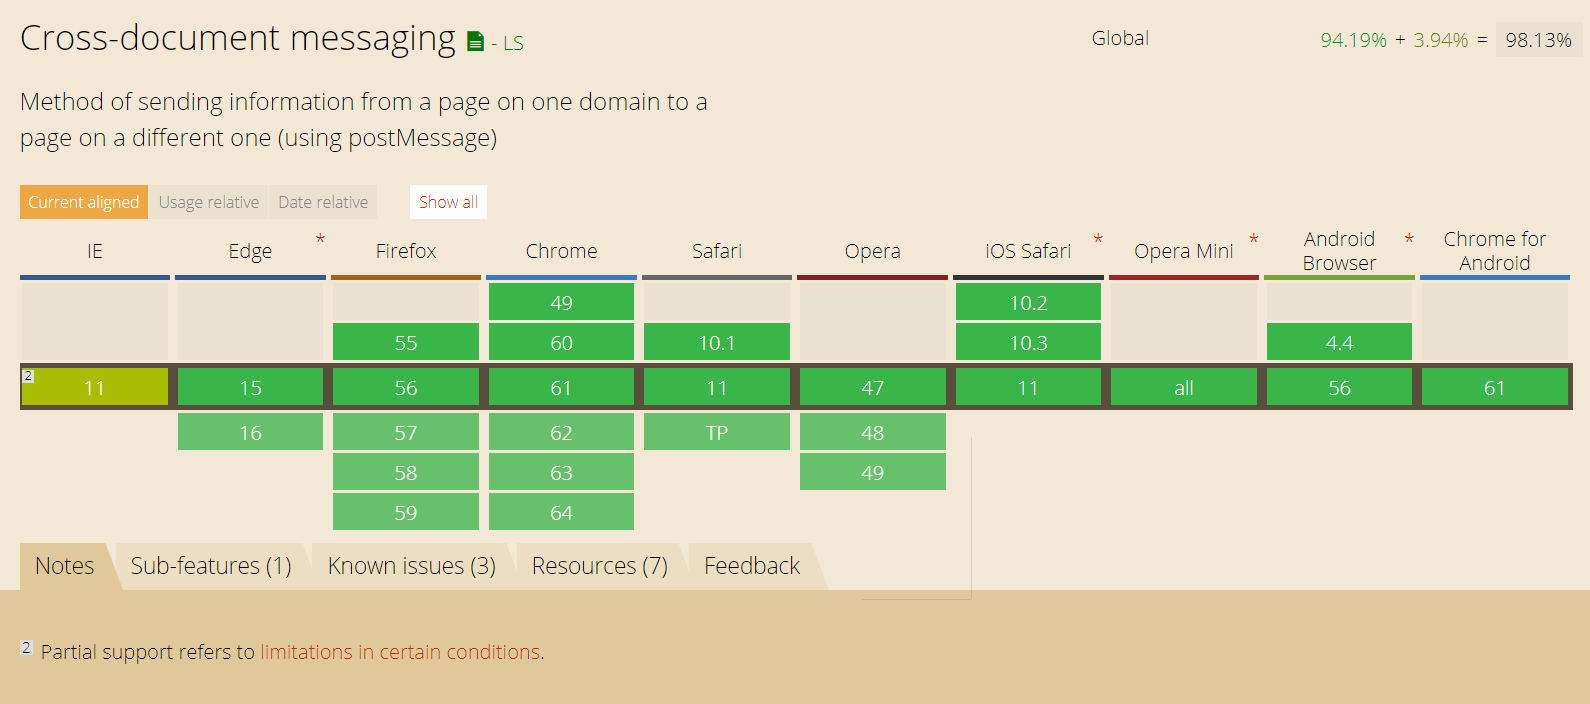 Cross-document messaging - LS
Global 94.19% + 3.94% = 98.13%
Method of sending information from a page on one domain to a
page on a different one (using postMessage)
Current aligned Usage relative Date relative Show all
IE Edge * Firefox Chrome Safari Opera iOS Safari * Opera Mini * Android Browser * Chrome for Android
49 10.2
55 60 10.1 10.3 4.4
2 11 15 56 61 11 47 11 all 56 61
16 57 62 TP 48
58 63 49
59 64
Notes Sub-features (1) Known issues (3) Resources (7) Feedback
2 Partial support refers to limitations in certain conditions.